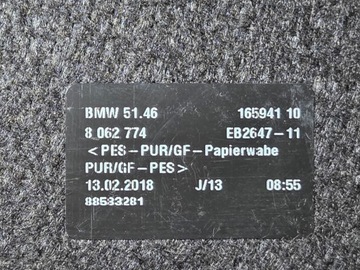 BMW 51.46 165941 10
8 062 774 EB2647-11
<PES-PUR/GF-Papierwabe
PUR/GF-PES>
13.02.2018 J/13 08:55
88533281